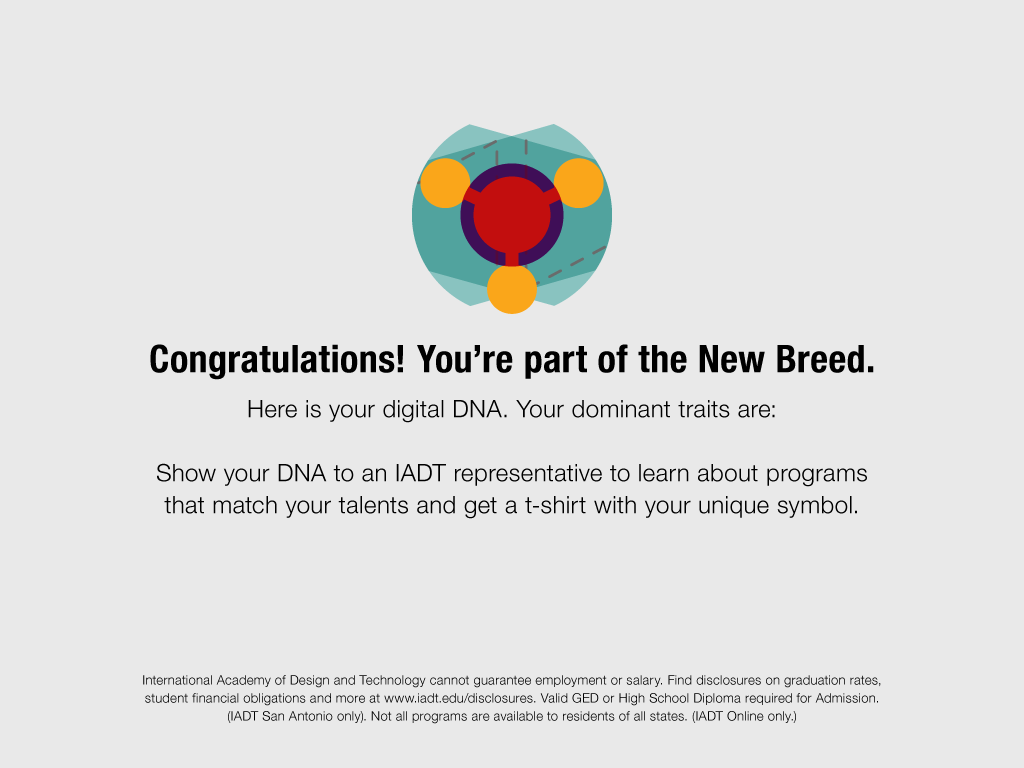 Congratulations! You’re part of the New Breed.
Here is your digital DNA. Your dominant traits are:
Show your DNA to an IADT representative to learn about programs
that match your talents and get a t-shirt with your unique symbol.
International Academy of Design and Technology cannot guarantee employment or salary. Find disclosures on graduation rates,
student financial obligations and more at www.iadt.edu/disclosures. Valid GED or High School Diploma required for Admission.
(IADT San Antonio only). Not all programs are available to residents of all states. (IADT Online only.)